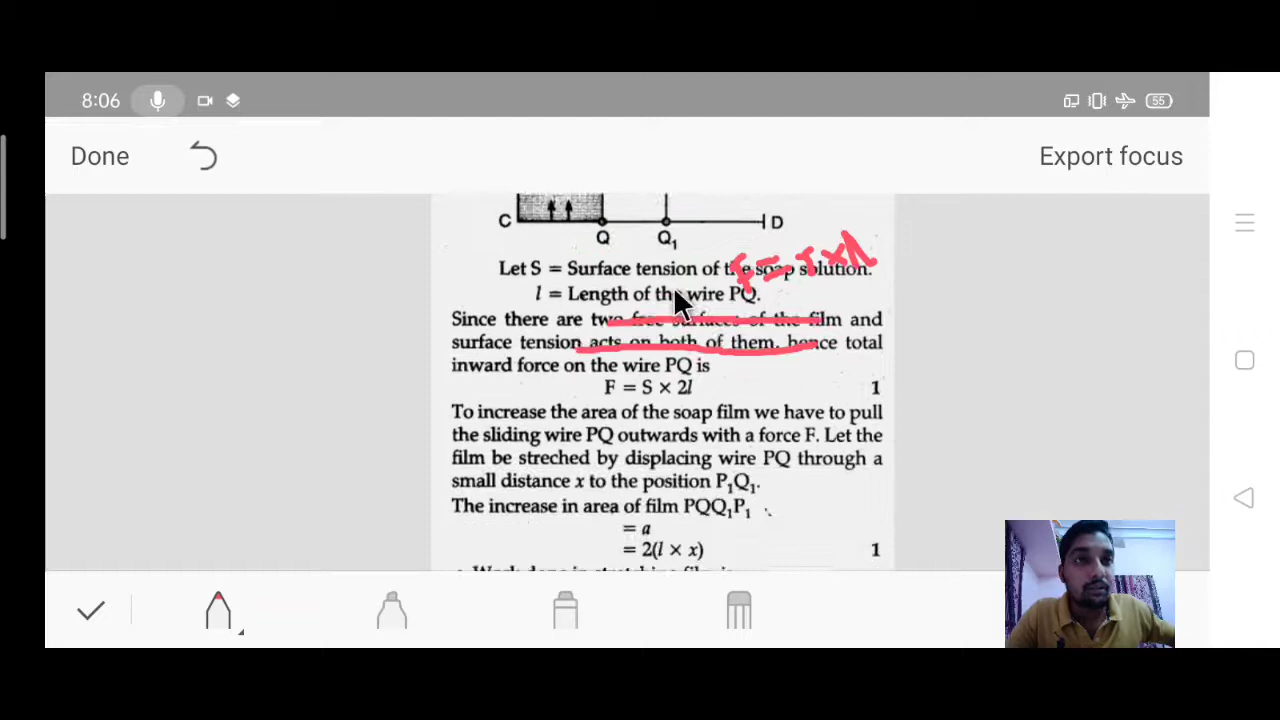 8:06
55
Done
Export focus
C Q Q₁ D
Let S = Surface tension of the soap solution.
l = Length of the wire PQ.
Since there are two free surfaces of the film and
surface tension acts on both of them, hence total
inward force on the wire PQ is
F = S × 2l 1
To increase the area of the soap film we have to pull
the sliding wire PQ outwards with a force F. Let the
film be streched by displacing wire PQ through a
small distance x to the position P₁Q₁.
The increase in area of film PQQ₁P₁
= a
= 2(l × x) 1